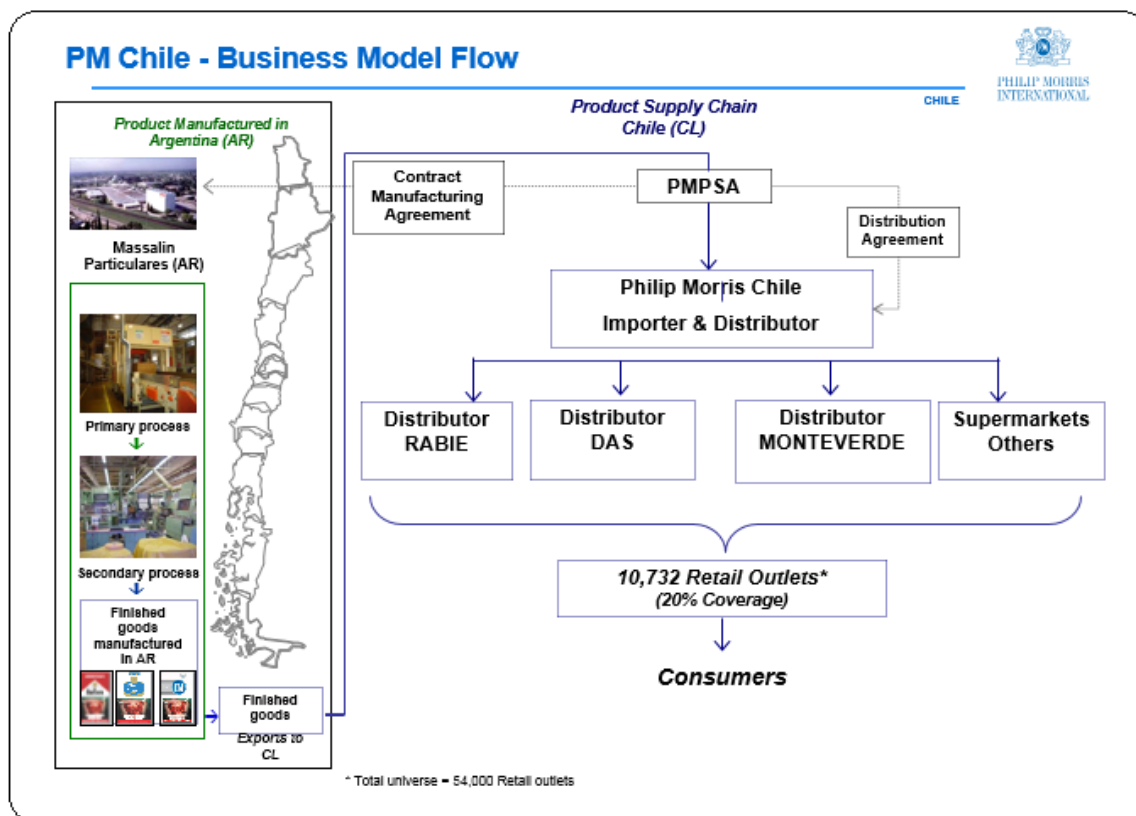 PM Chile - Business Model Flow
PHILIP MORRIS
INTERNATIONAL
CHILE
Product Manufactured in
Argentina (AR)
Massalin
Particulares (AR)
Primary process
Secondary process
Finished
goods
manufactured
in AR
Finished
goods
Exports to
CL
Product Supply Chain
Chile (CL)
Contract
Manufacturing
Agreement
PMPSA
Distribution
Agreement
Philip Morris Chile
Importer & Distributor
Distributor
RABIE
Distributor
DAS
Distributor
MONTEVERDE
Supermarkets
Others
10,732 Retail Outlets*
(20% Coverage)
Consumers
* Total universe = 54,000 Retail outlets